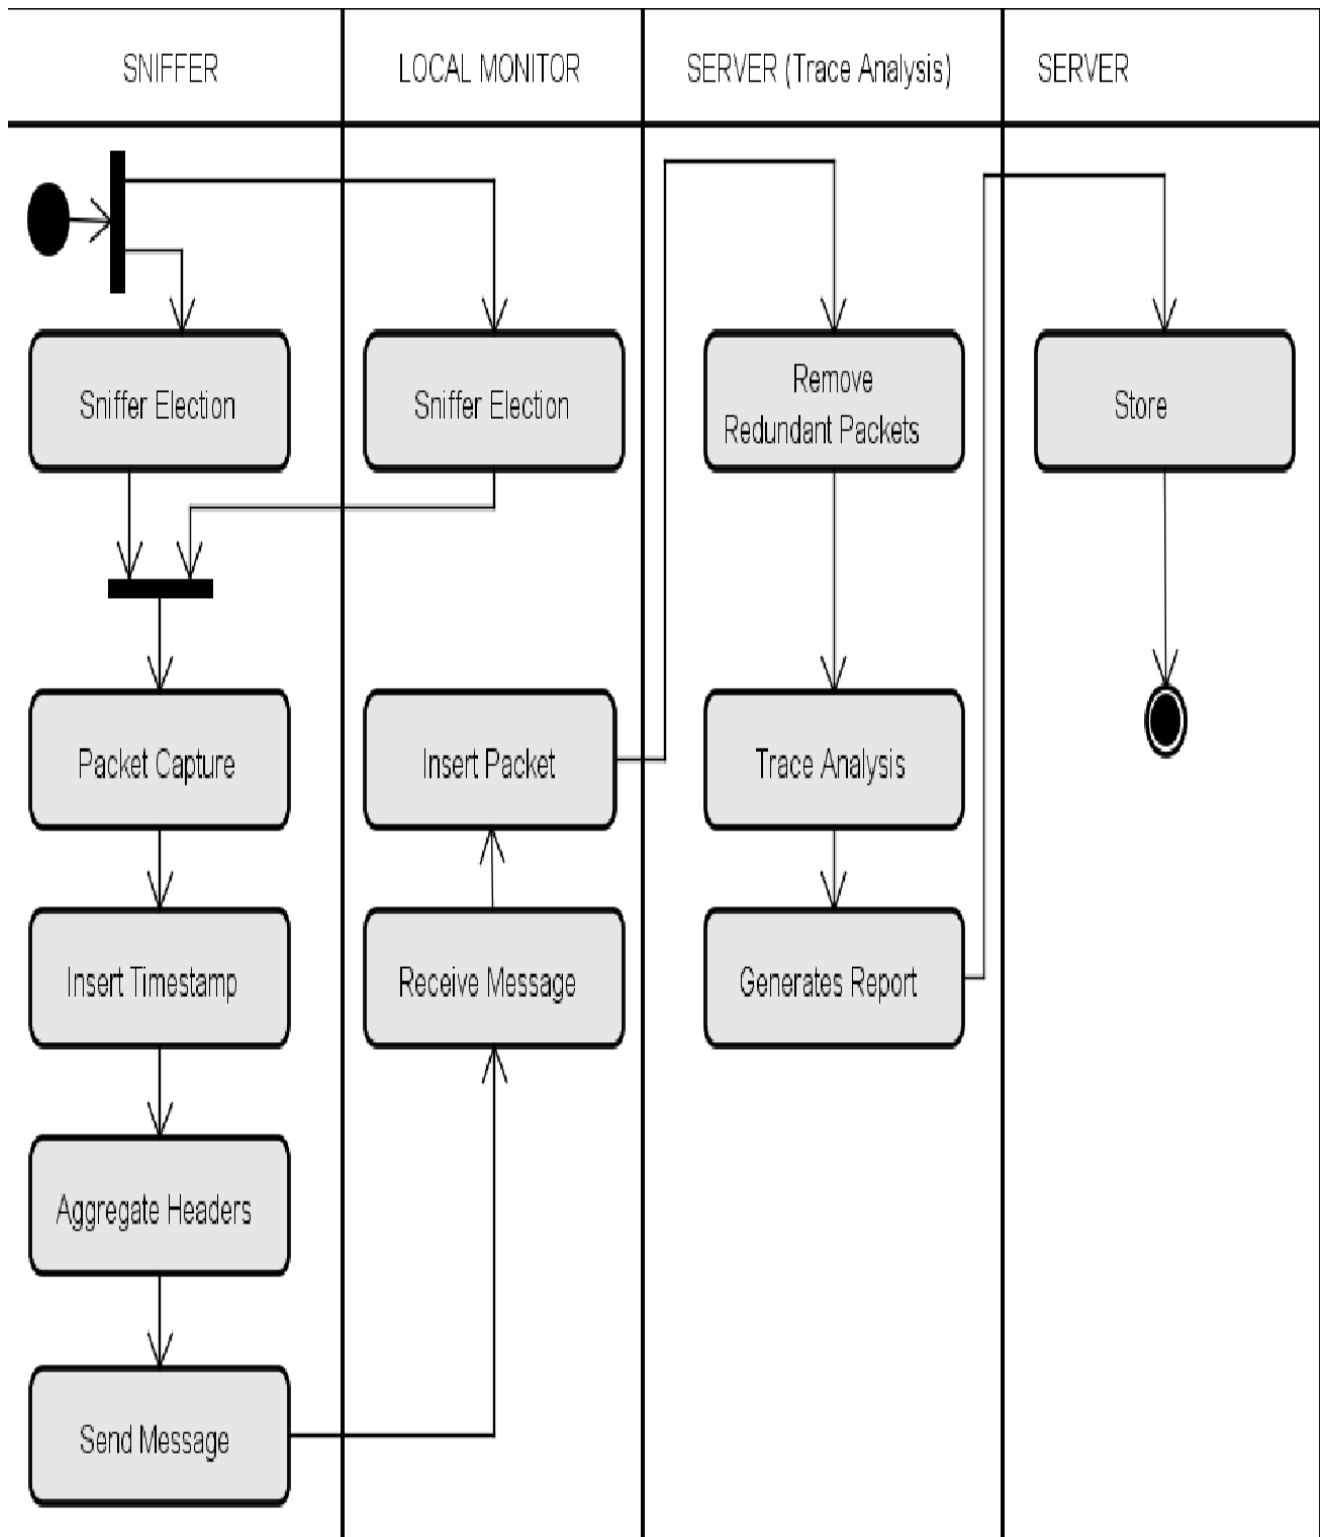 SNIFFER
LOCAL MONITOR
SERVER (Trace Analysis)
SERVER
Sniffer Election
Sniffer Election
Remove
Redundant Packets
Store
Packet Capture
Insert Packet
Trace Analysis
Insert Timestamp
Receive Message
Generates Report
Aggregate Headers
Send Message